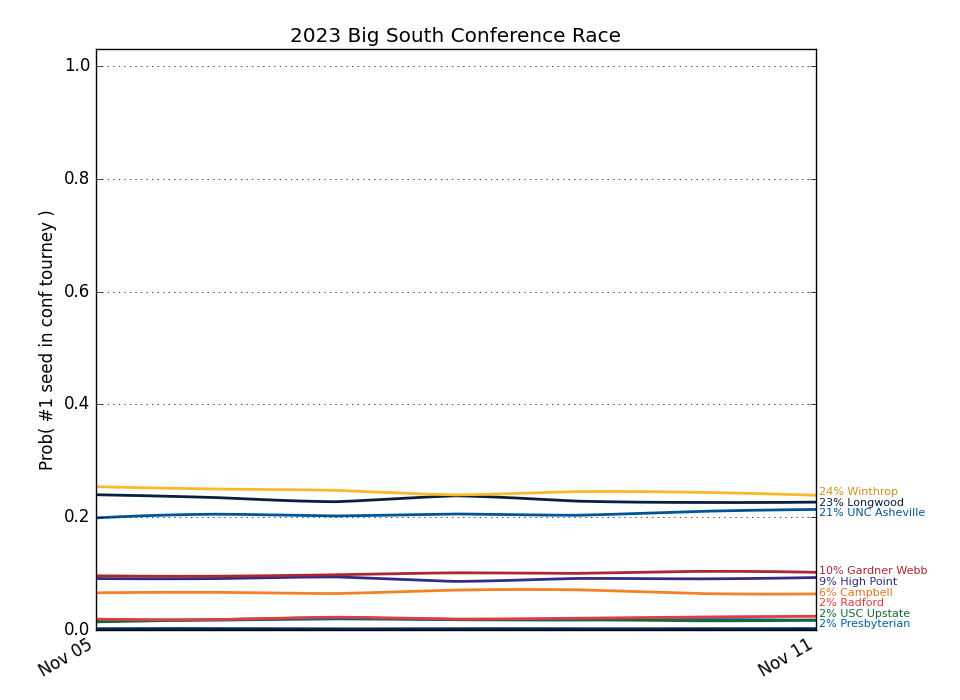 2023 Big South Conference Race
Prob( #1 seed in conf tourney )
1.0
0.8
0.6
0.4
0.2
0.0
Nov 05
Nov 11
24% Winthrop
23% Longwood
21% UNC Asheville
10% Gardner Webb
9% High Point
6% Campbell
2% Radford
2% USC Upstate
2% Presbyterian